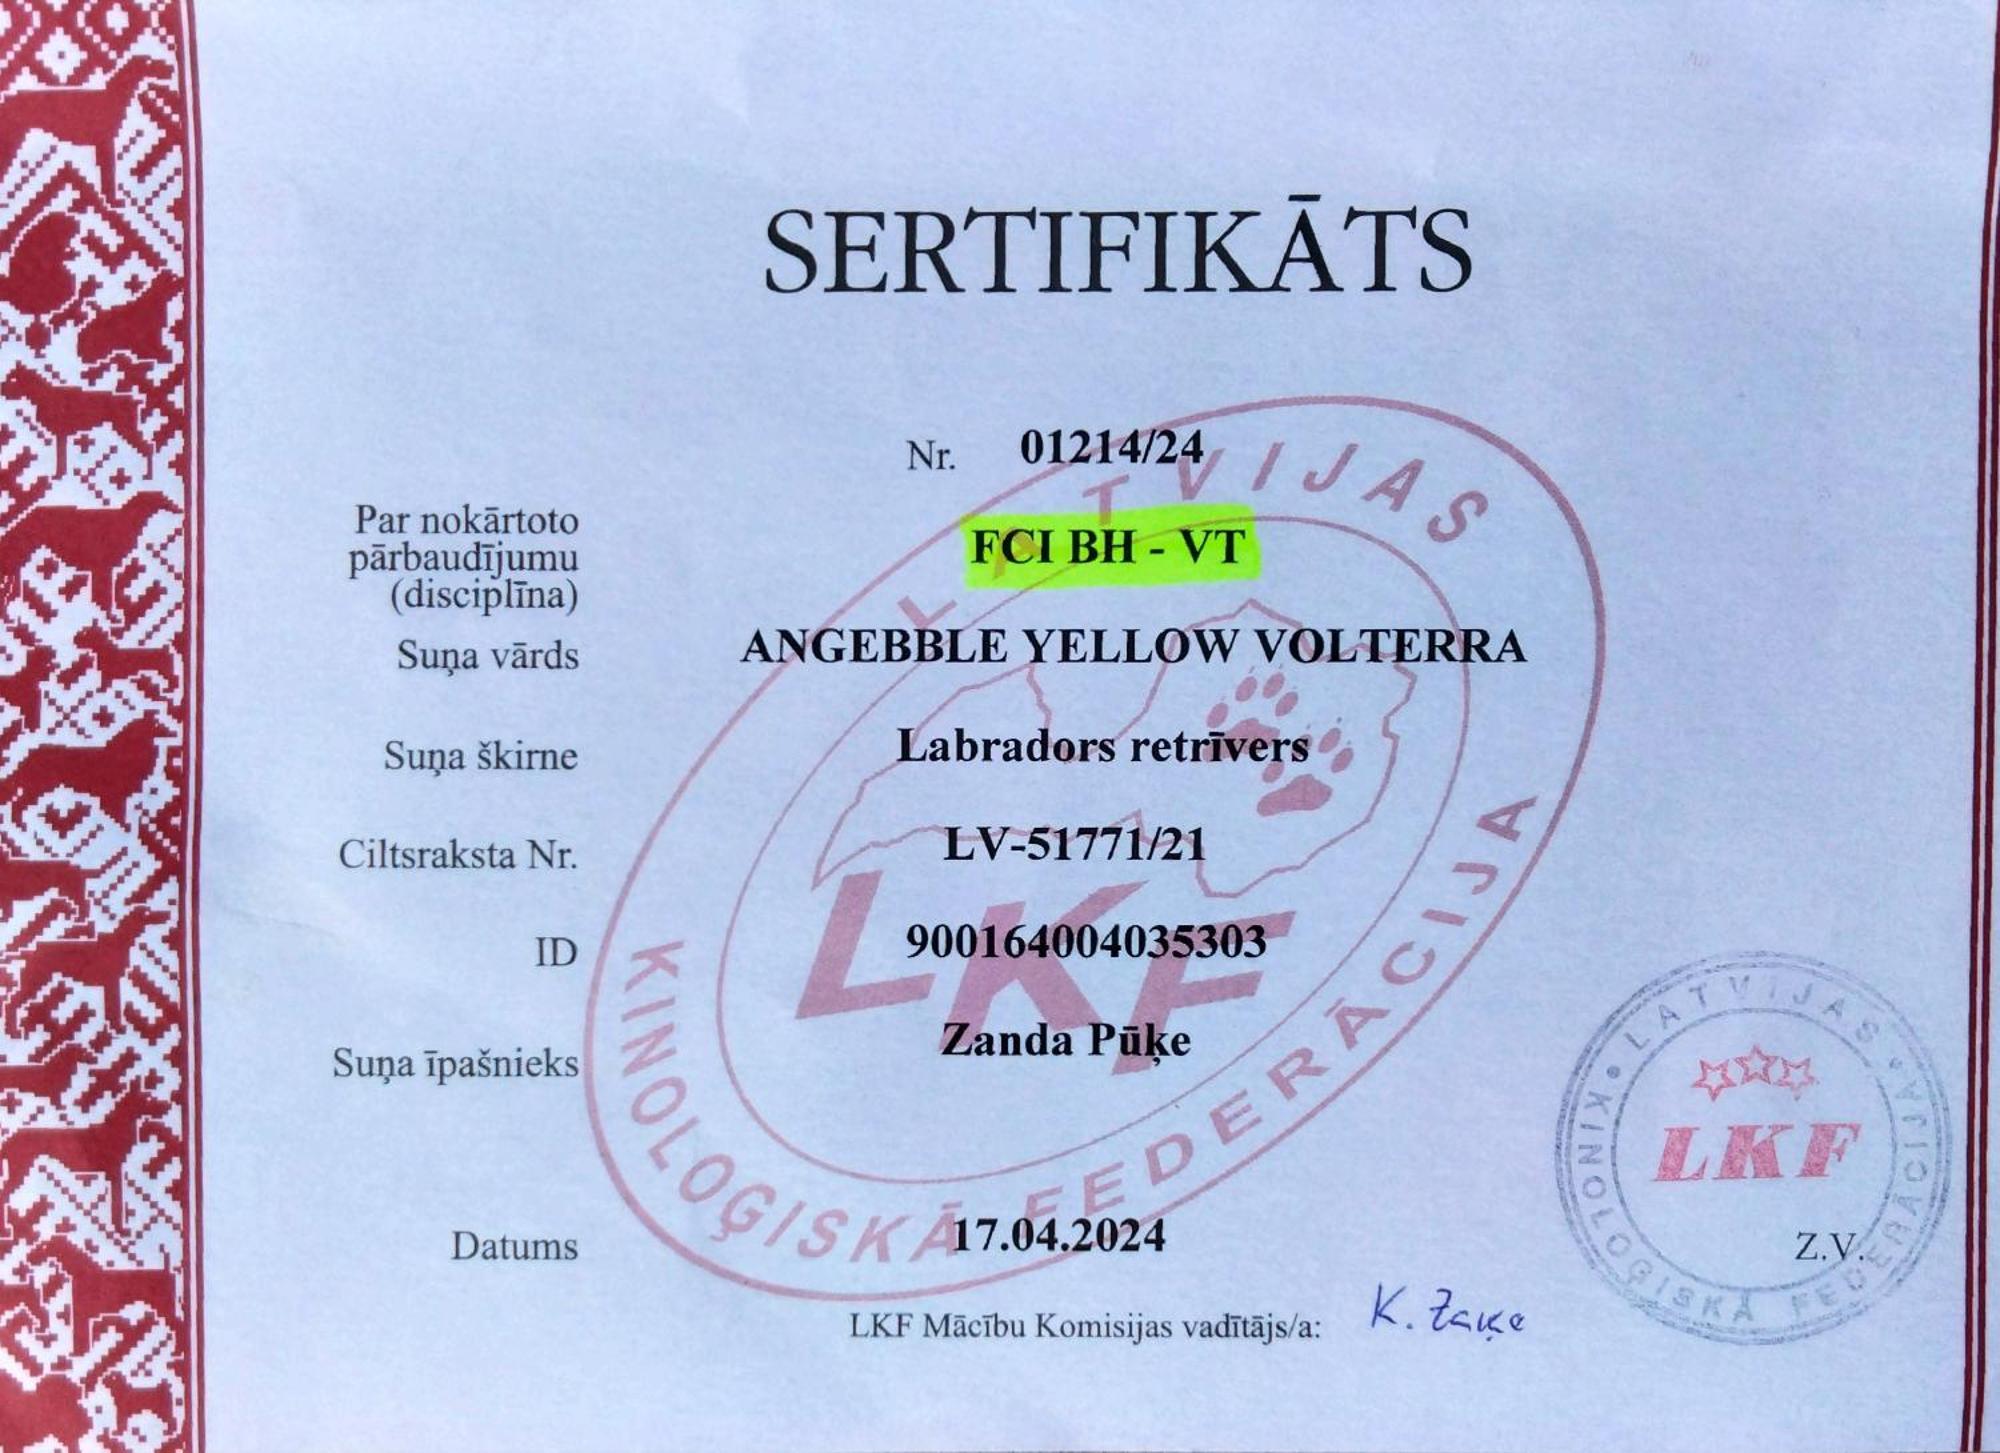 SERTIFIKĀTS
Nr. 01214/24
Par nokārtoto
pārbaudījumu
(disciplīna)
FCI BH - VT
Suņa vārds ANGEBBLE YELLOW VOLTERRA
Suņa šķirne Labradors retrīvers
Ciltsraksta Nr. LV-51771/21
ID 900164004035303
Suņa īpašnieks Zanda Pūķe
Datums 17.04.2024
LKF Mācību Komisijas vadītājs/a: K. Zaķe
Z.V.
LATVIJAS
KINOLOĢISKĀ FEDERĀCIJA
LKF
LATVIJAS
KINOLOĢISKĀ FEDERĀCIJA
LKF